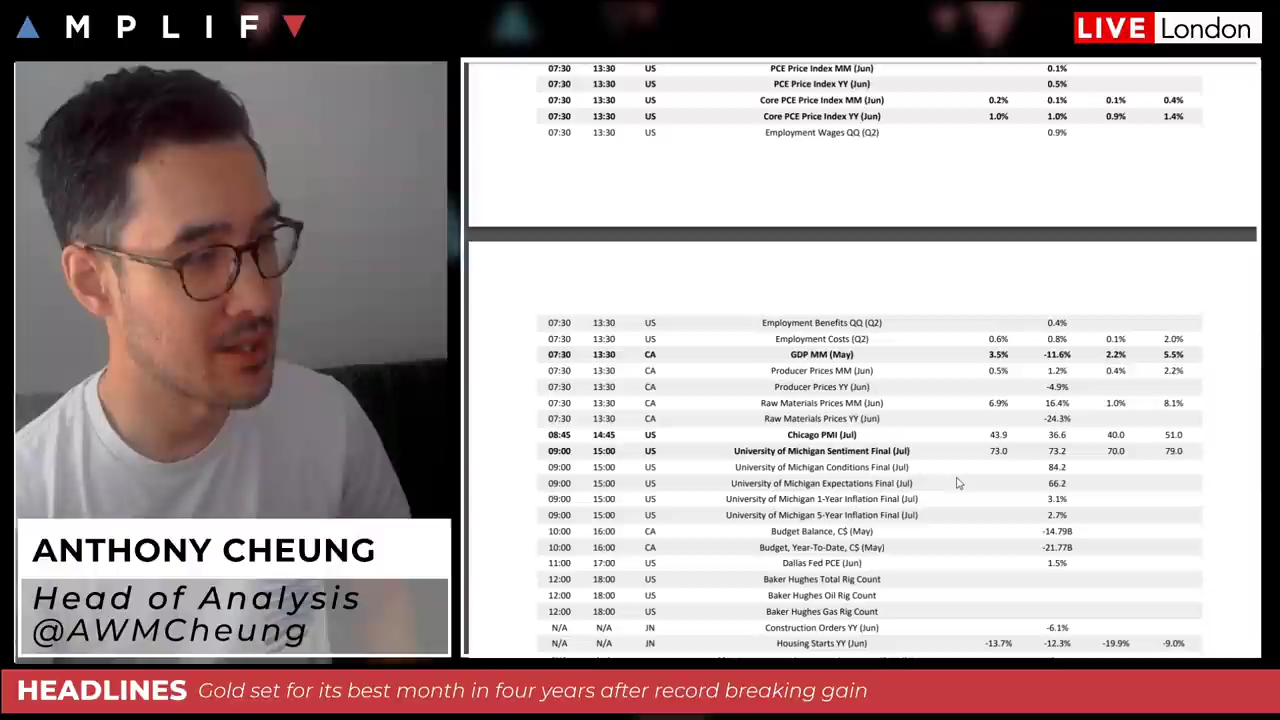 AMPLIFY
LIVE London
07:30 13:30 US PCE Price Index MM (Jun) 0.1%
07:30 13:30 US PCE Price Index YY (Jun) 0.5%
07:30 13:30 US Core PCE Price Index MM (Jun) 0.2% 0.1% 0.1% 0.4%
07:30 13:30 US Core PCE Price Index YY (Jun) 1.0% 1.0% 0.9% 1.4%
07:30 13:30 US Employment Wages QQ (Q2) 0.9%
07:30 13:30 US Employment Benefits QQ (Q2) 0.4%
07:30 13:30 US Employment Costs (Q2) 0.6% 0.8% 0.1% 2.0%
07:30 13:30 CA GDP MM (May) 3.5% -11.6% 2.2% 5.5%
07:30 13:30 CA Producer Prices MM (Jun) 0.5% 1.2% 0.4% 2.2%
07:30 13:30 CA Producer Prices YY (Jun) -4.9%
07:30 13:30 CA Raw Materials Prices MM (Jun) 6.9% 16.4% 1.0% 8.1%
07:30 13:30 CA Raw Materials Prices YY (Jun) -24.3%
08:45 14:45 US Chicago PMI (Jul) 43.9 36.6 40.0 51.0
09:00 15:00 US University of Michigan Sentiment Final (Jul) 73.0 73.2 70.0 79.0
09:00 15:00 US University of Michigan Conditions Final (Jul) 84.2
09:00 15:00 US University of Michigan Expectations Final (Jul) 66.2
09:00 15:00 US University of Michigan 1-Year Inflation Final (Jul) 3.1%
09:00 15:00 US University of Michigan 5-Year Inflation Final (Jul) 2.7%
10:00 16:00 CA Budget Balance, C$ (May) -14.79B
10:00 16:00 CA Budget, Year-To-Date, C$ (May) -21.77B
11:00 17:00 US Dallas Fed PCE (Jun) 1.5%
12:00 18:00 US Baker Hughes Total Rig Count
12:00 18:00 US Baker Hughes Oil Rig Count
12:00 18:00 US Baker Hughes Gas Rig Count
N/A N/A JN Construction Orders YY (Jun) -6.1%
N/A N/A JN Housing Starts YY (Jun) -13.7% -12.3% -19.9% -9.0%
ANTHONY CHEUNG
Head of Analysis
@AWMCheung
HEADLINES Gold set for its best month in four years after record breaking gain